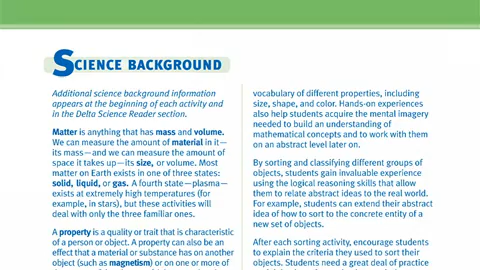 SCIENCE BACKGROUND
Additional science background information
appears at the beginning of each activity and
in the Delta Science Reader section.
Matter is anything that has mass and volume.
We can measure the amount of material in it—
its mass—and we can measure the amount of
space it takes up—its size, or volume. Most
matter on Earth exists in one of three states:
solid, liquid, or gas. A fourth state—plasma—
exists at extremely high temperatures (for
example, in stars), but these activities will
deal with only the three familiar ones.
A property is a quality or trait that is characteristic
of a person or object. A property can also be an
effect that a material or substance has on another
object (such as magnetism) or on one or more of
vocabulary of different properties, including
size, shape, and color. Hands-on experiences
also help students acquire the mental imagery
needed to build an understanding of
mathematical concepts and to work with them
on an abstract level later on.
By sorting and classifying different groups of
objects, students gain invaluable experience
using the logical reasoning skills that allow
them to relate abstract ideas to the real world.
For example, students can extend their abstract
idea of how to sort to the concrete entity of a
new set of objects.
After each sorting activity, encourage students
to explain the criteria they used to sort their
objects. Students need a great deal of practice